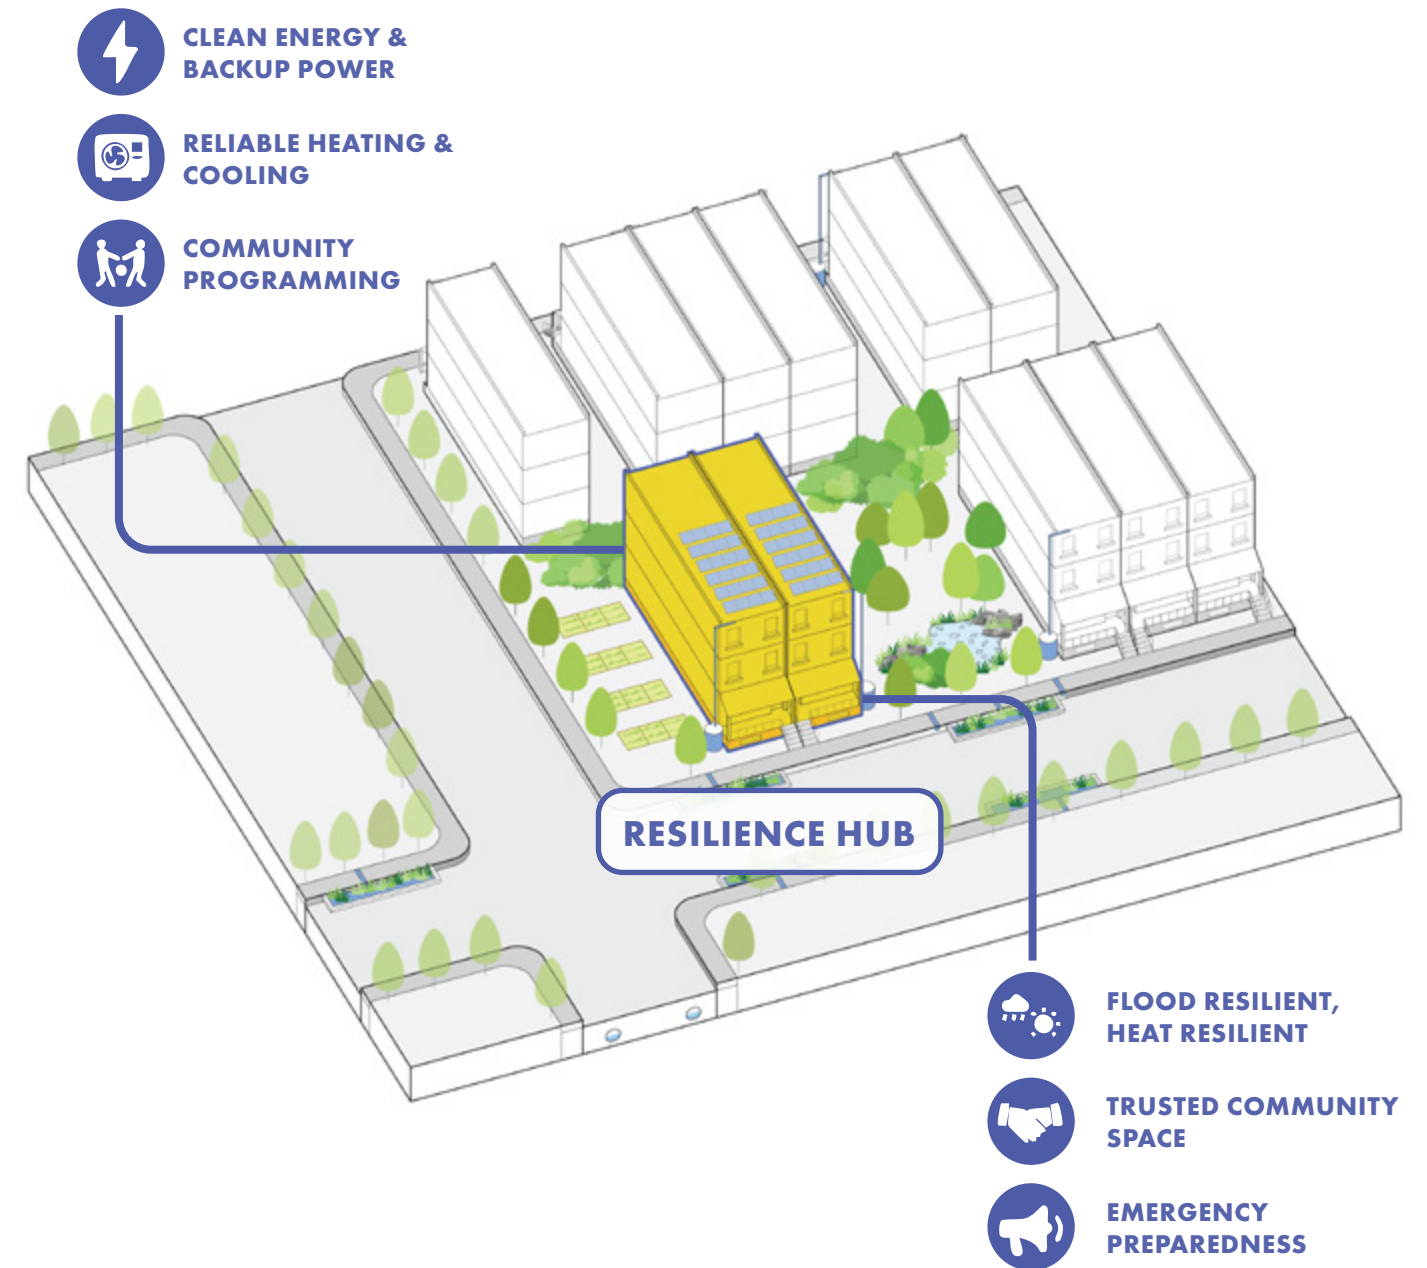 CLEAN ENERGY &
BACKUP POWER
RELIABLE HEATING &
COOLING
COMMUNITY
PROGRAMMING
RESILIENCE HUB
FLOOD RESILIENT,
HEAT RESILIENT
TRUSTED COMMUNITY
SPACE
EMERGENCY
PREPAREDNESS